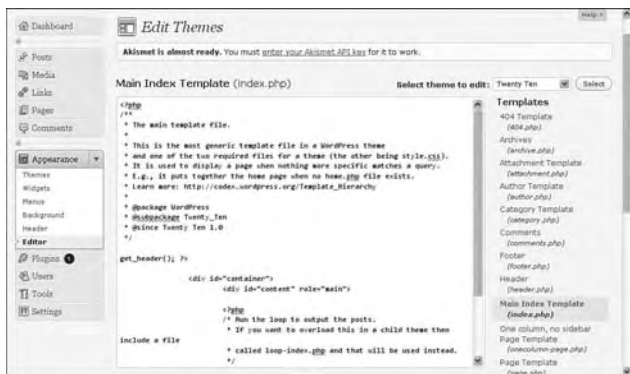 Help
Dashboard
Posts
Media
Links
Pages
Comments
Appearance
Themes
Widgets
Menus
Background
Header
Editor
Plugins 1
Users
Tools
Settings
Edit Themes
Akismet is almost ready. You must enter your Akismet API key for it to work.
Main Index Template (index.php)
Select theme to edit: Twenty Ten Select
<?php
/**
* The main template file.
*
* This is the most generic template file in a WordPress theme
* and one of the two required files for a theme (the other being style.css).
* It is used to display a page when nothing more specific matches a query.
* E.g., it puts together the home page when no home.php file exists.
* Learn more: http://codex.wordpress.org/Template_Hierarchy
*
* @package WordPress
* @subpackage Twenty_Ten
* @since Twenty Ten 1.0
*/
get_header(); ?>
<div id="container">
<div id="content" role="main">
<?php
/* Run the loop to output the posts.
* If you want to overload this in a child theme then
include a file
* called loop-index.php and that will be used instead.
*/
Templates
404 Template
(404.php)
Archives
(archive.php)
Attachment Template
(attachment.php)
Author Template
(author.php)
Category Template
(category.php)
Comments
(comments.php)
Footer
(footer.php)
Header
(header.php)
Main Index Template
(index.php)
One column, no sidebar
Page Template
(onecolumn-page.php)
Page Template
(page.php)